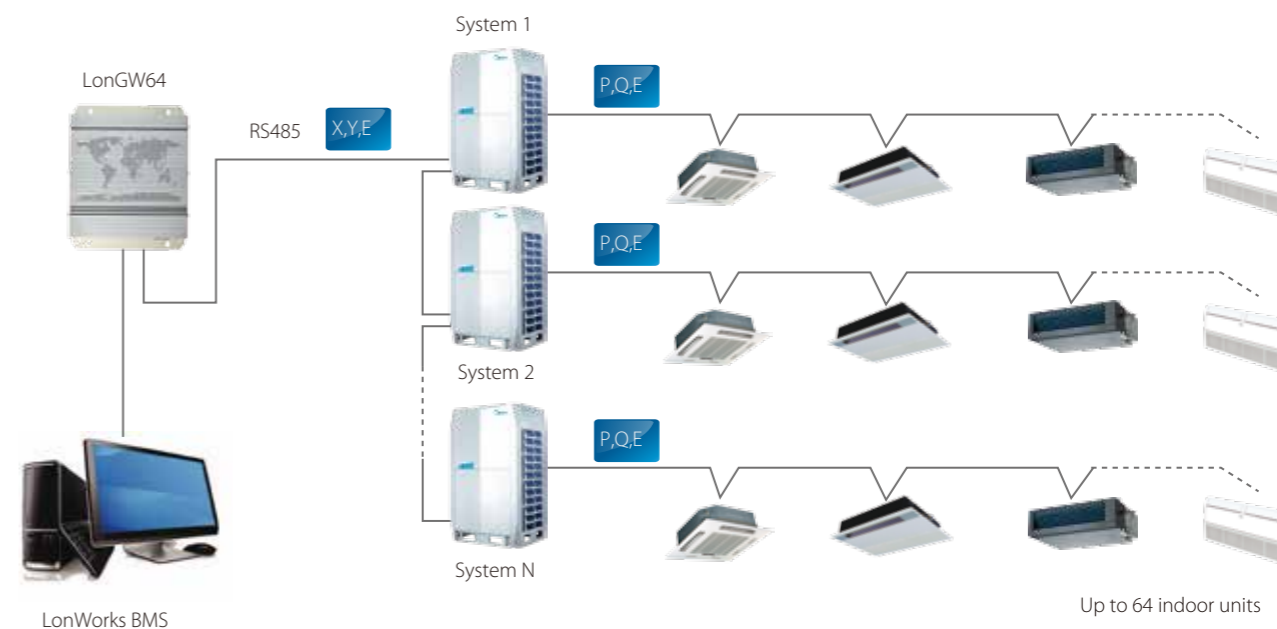 System 1
LonGW64
P,Q,E
RS485
X,Y,E
P,Q,E
System 2
P,Q,E
System N
Up to 64 indoor units
LonWorks BMS